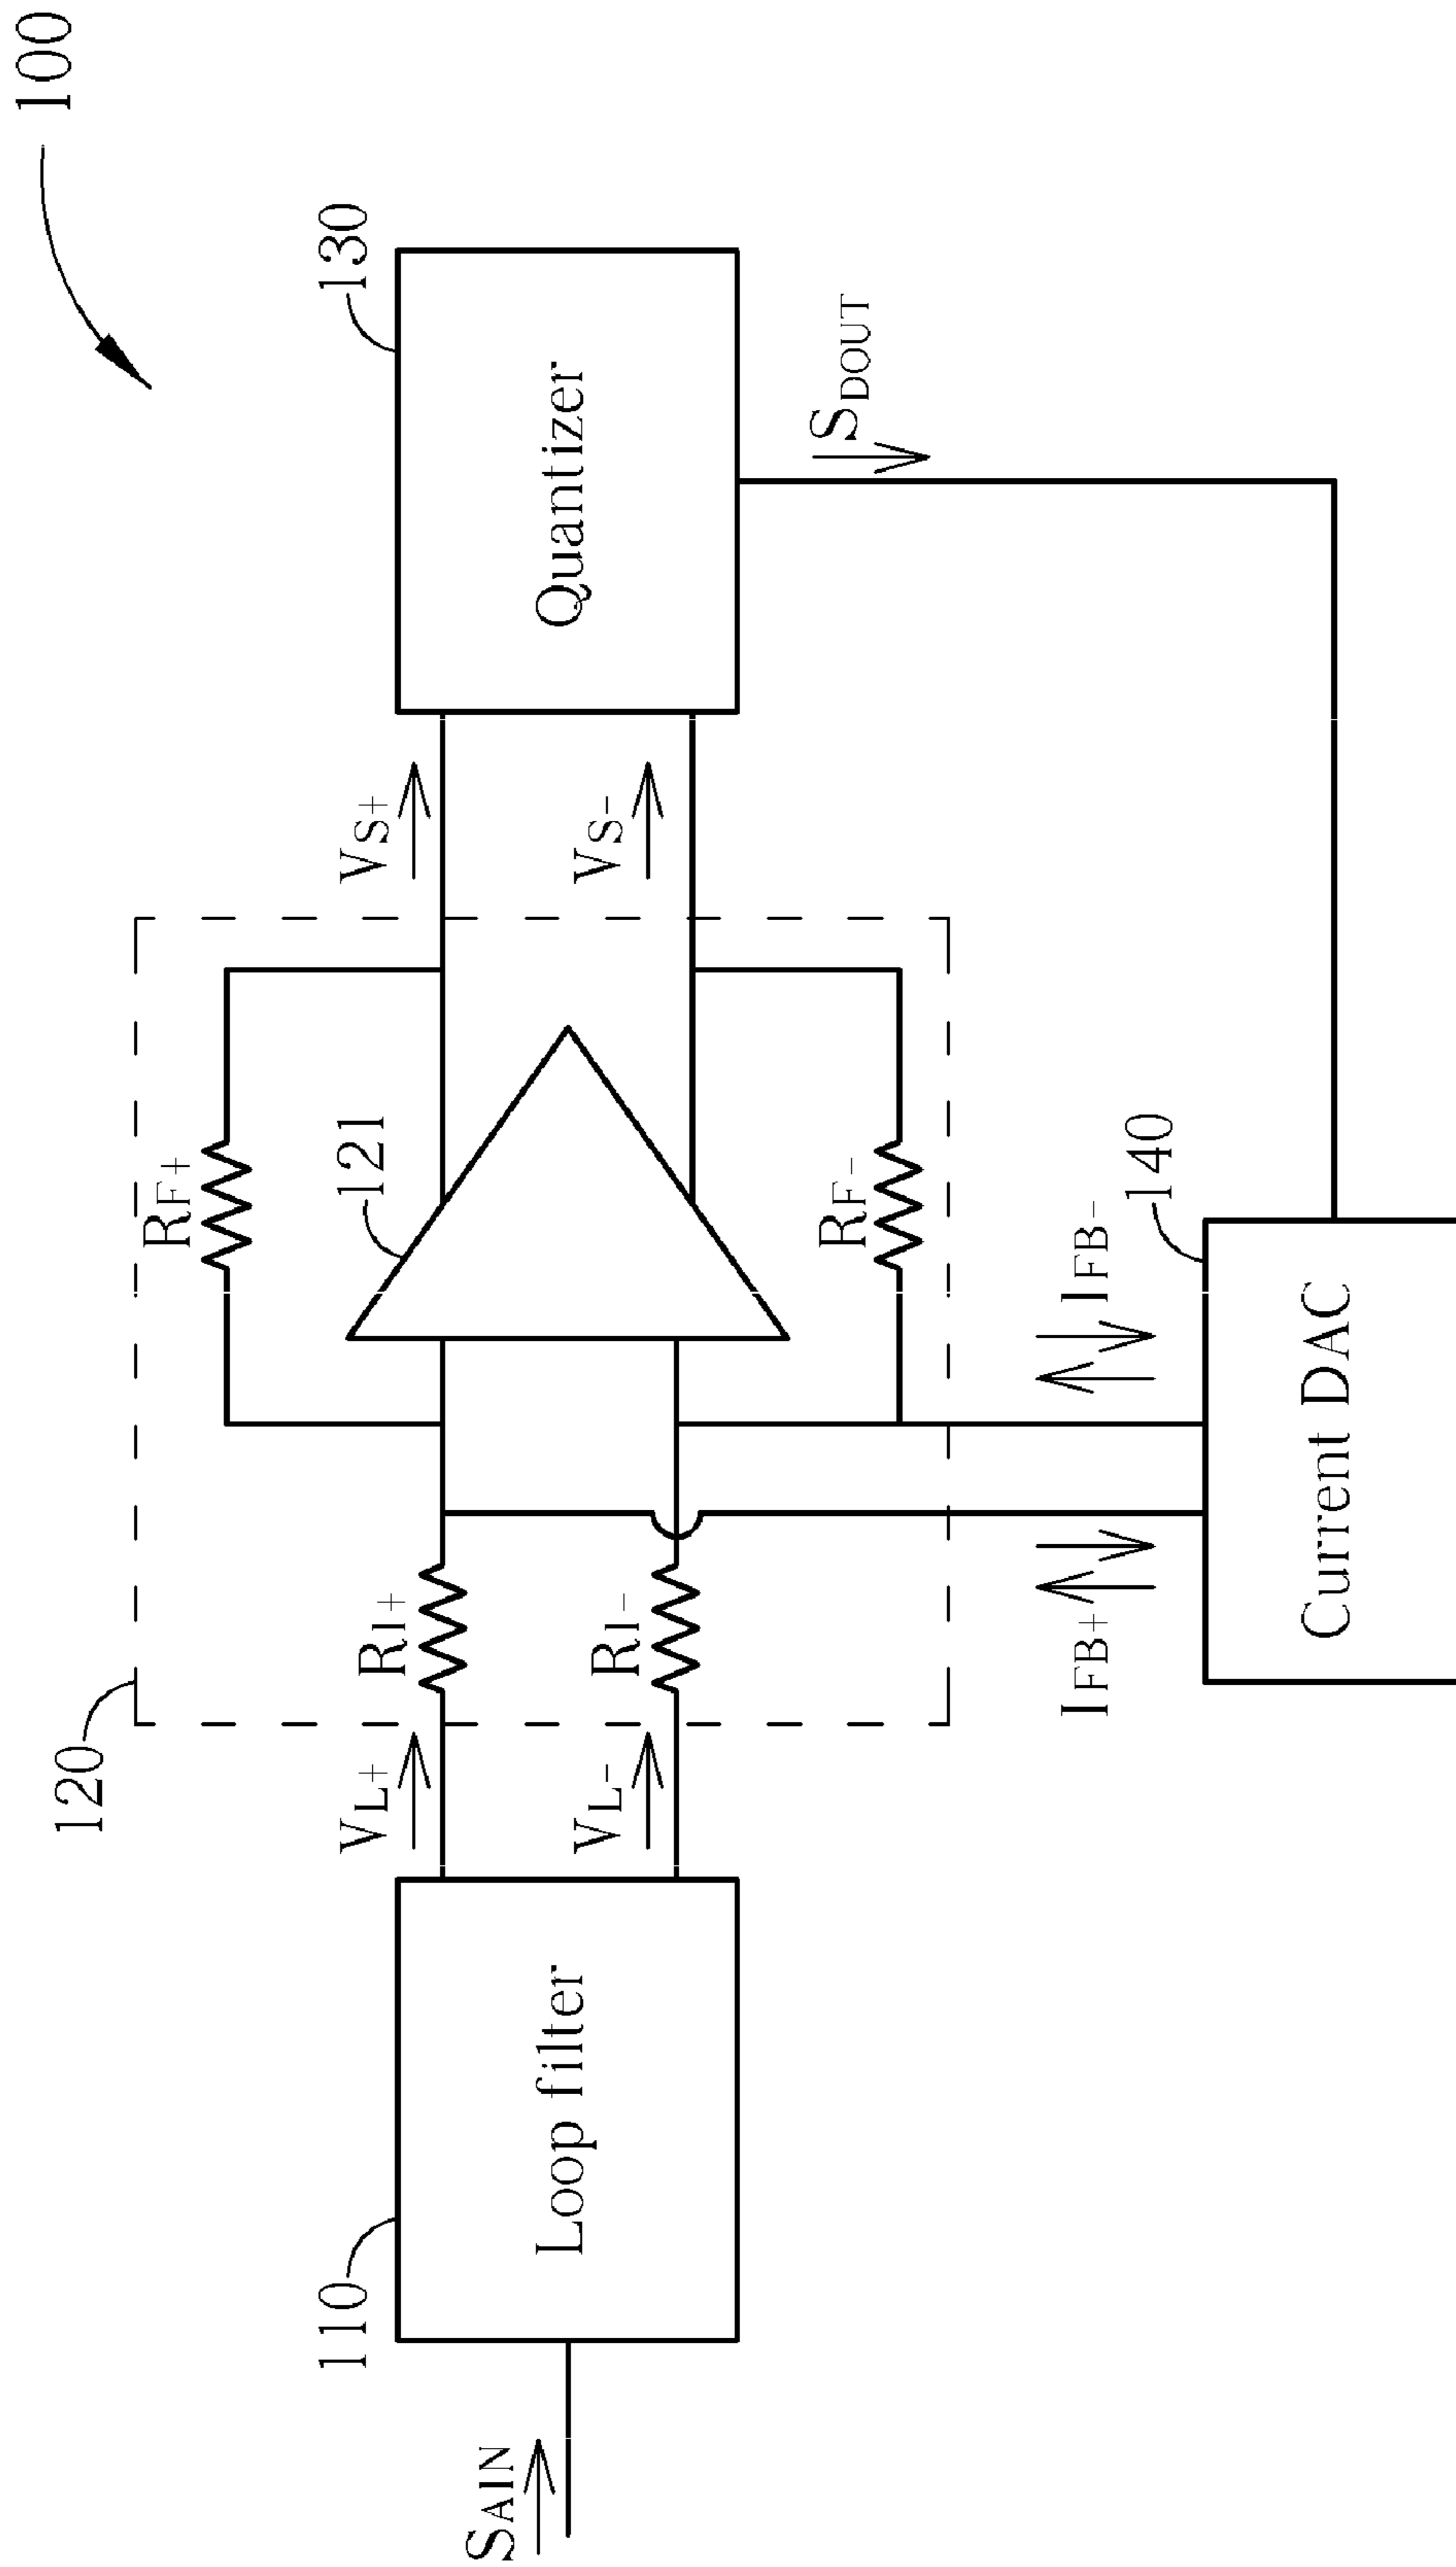 100
120
RF+
121
110
VL+
RI+
VS+
130
SAIN
Loop filter
VL-
RI-
VS-
Quantizer
RF-
SDOUT
IFB+
IFB-
140
Current DAC